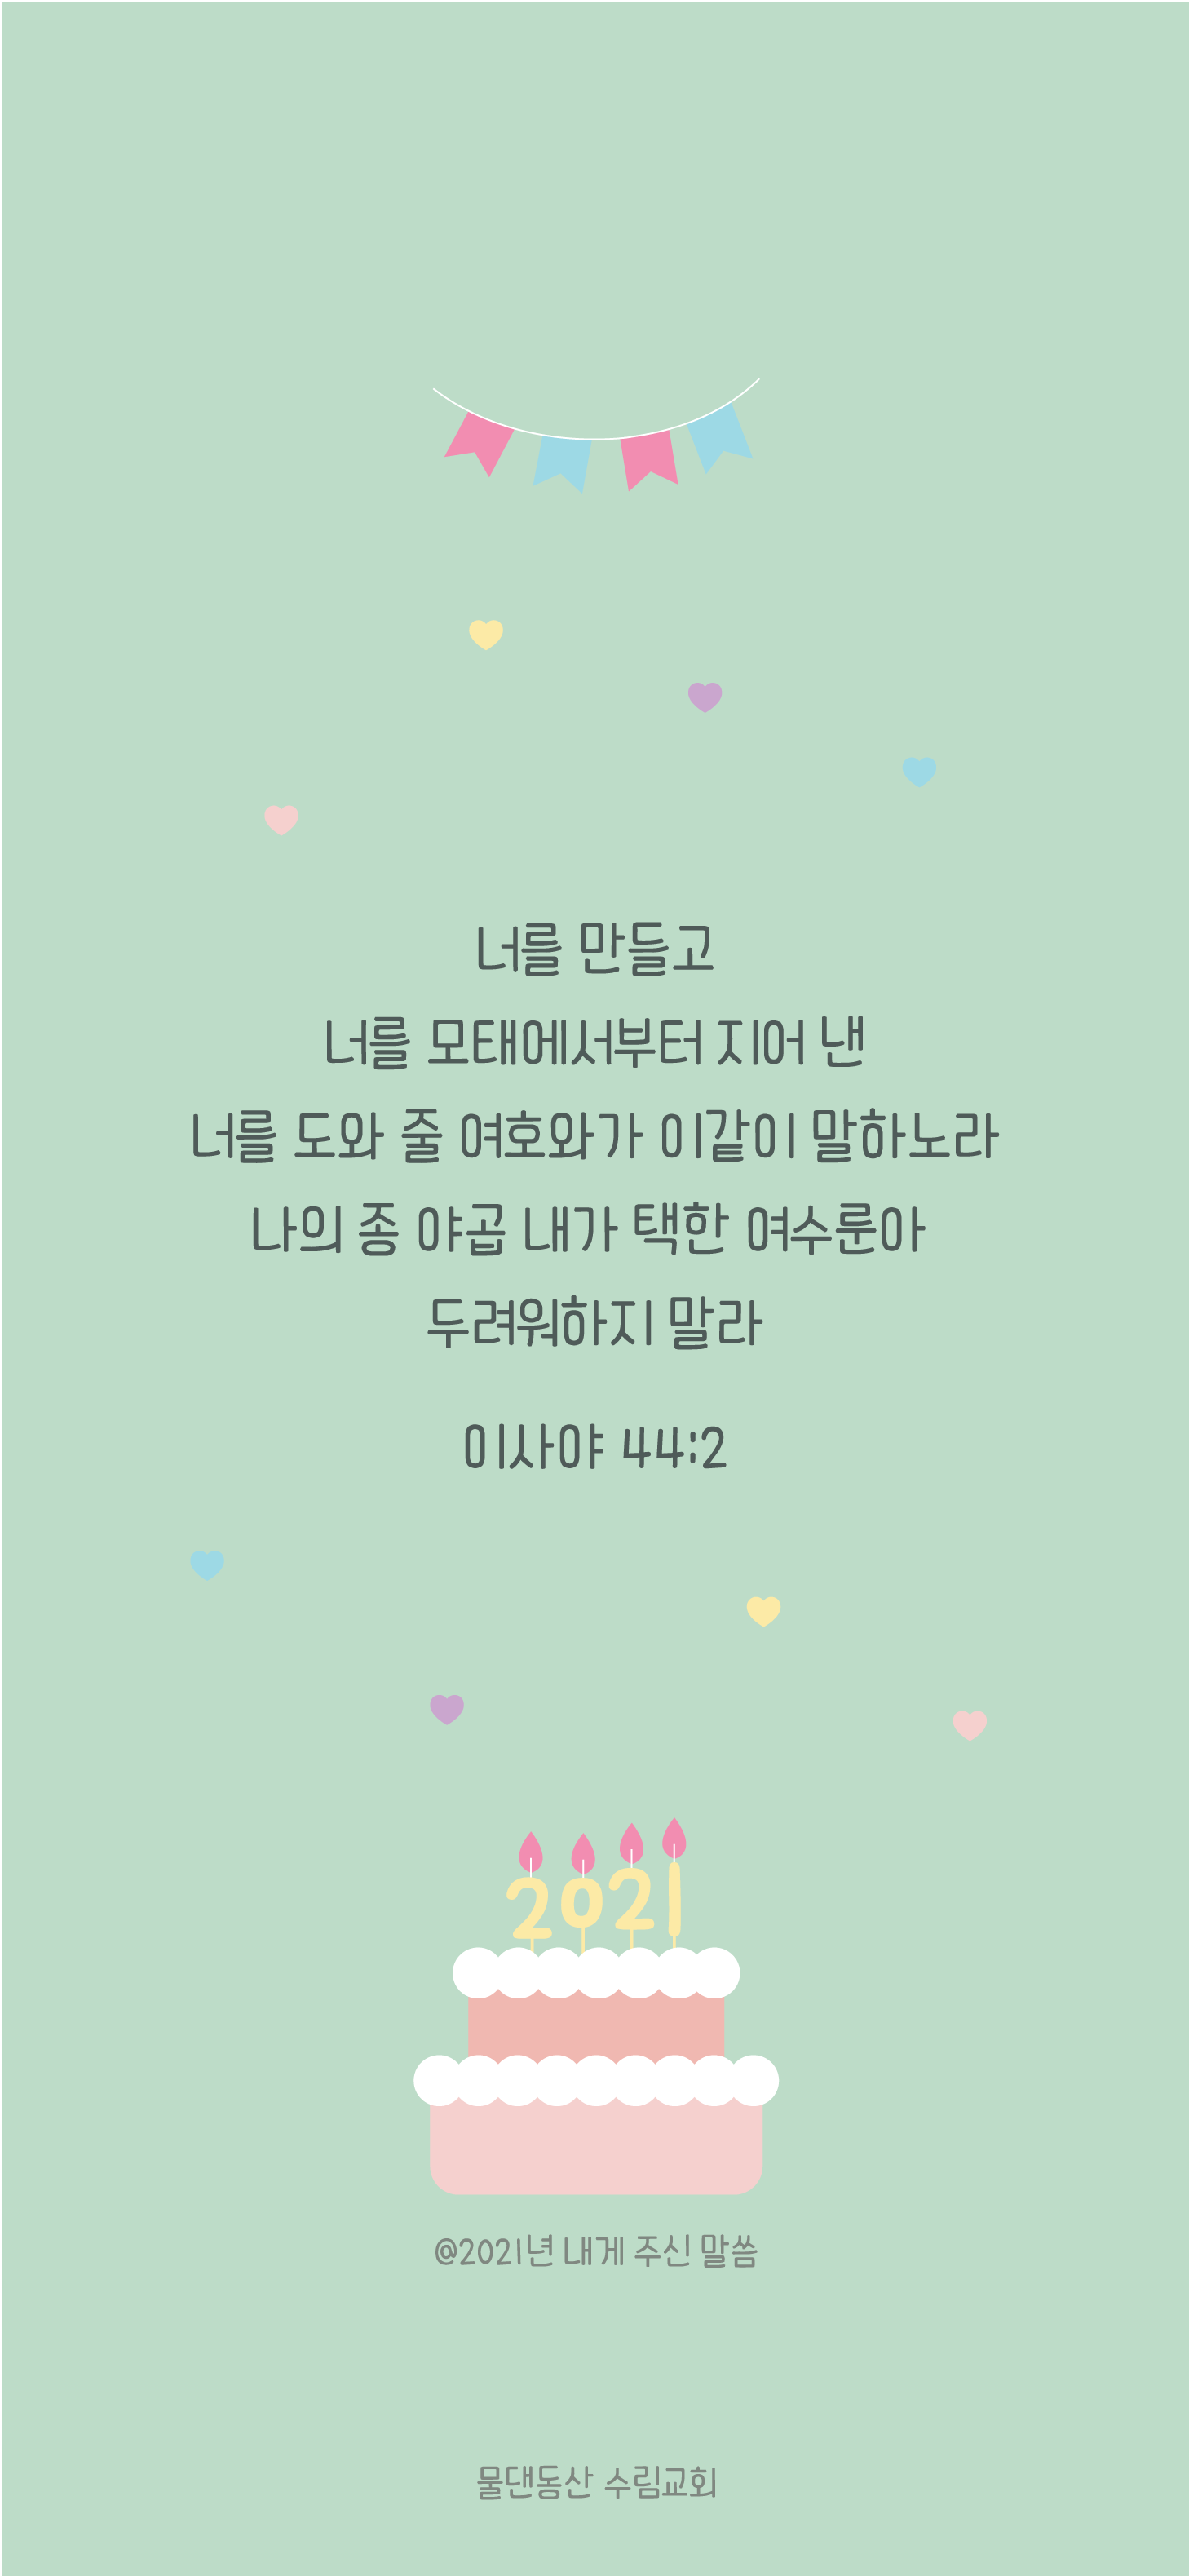 너를 만들고
너를 모태에서부터 지어 낸
너를 도와 줄 여호와가 이같이 말하노라
나의 종 야곱 내가 택한 여수룬아
두려워하지 말라
이사야 44:2
2021
@2021년 내게 주신 말씀
물댄동산 수림교회